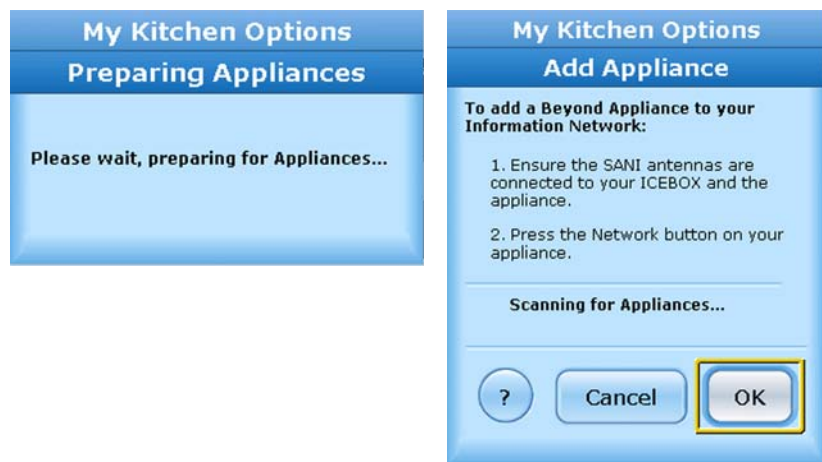 My Kitchen Options
Preparing Appliances
Please wait, preparing for Appliances...
My Kitchen Options
Add Appliance
To add a Beyond Appliance to your
Information Network:
1. Ensure the SANI antennas are
connected to your ICEBOX and the
appliance.
2. Press the Network button on your
appliance.
Scanning for Appliances...
?
Cancel
OK